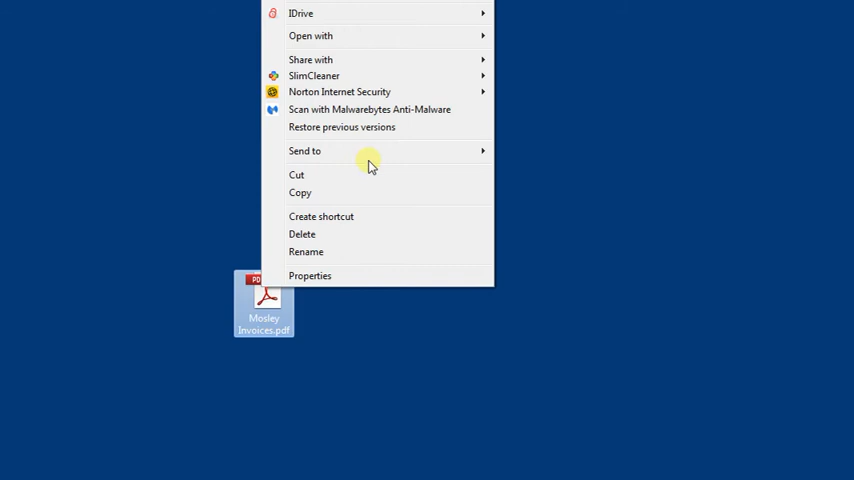 IDrive
Open with
Share with
SlimCleaner
Norton Internet Security
Scan with Malwarebytes Anti-Malware
Restore previous versions
Send to
Cut
Copy
Create shortcut
Delete
Rename
Properties
PD
Mosley
Invoices.pdf